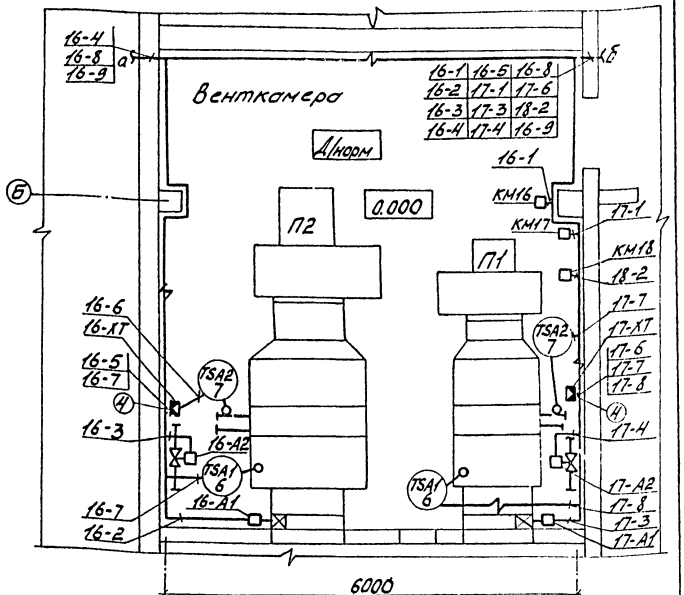 16-4
16-8
16-9
а
б
16-1 16-5 16-8
16-2 17-1 17-6
16-3 17-3 18-2
16-4 17-4 16-9
Венткамера
Д/норм
16-1
Б
КМ16
0.000
17-1
П2
КМ17
П1
КМ18
18-2
16-6
17-7
16-ХТ
TSA2
7
TSA2
7
17-ХТ
16-5
17-6
16-7
17-7
17-8
4
4
16-3
17-4
16-А2
TSA1
6
TSA1
6
17-А2
16-7
16-А1
17-8
16-2
17-3
17-А1
6000